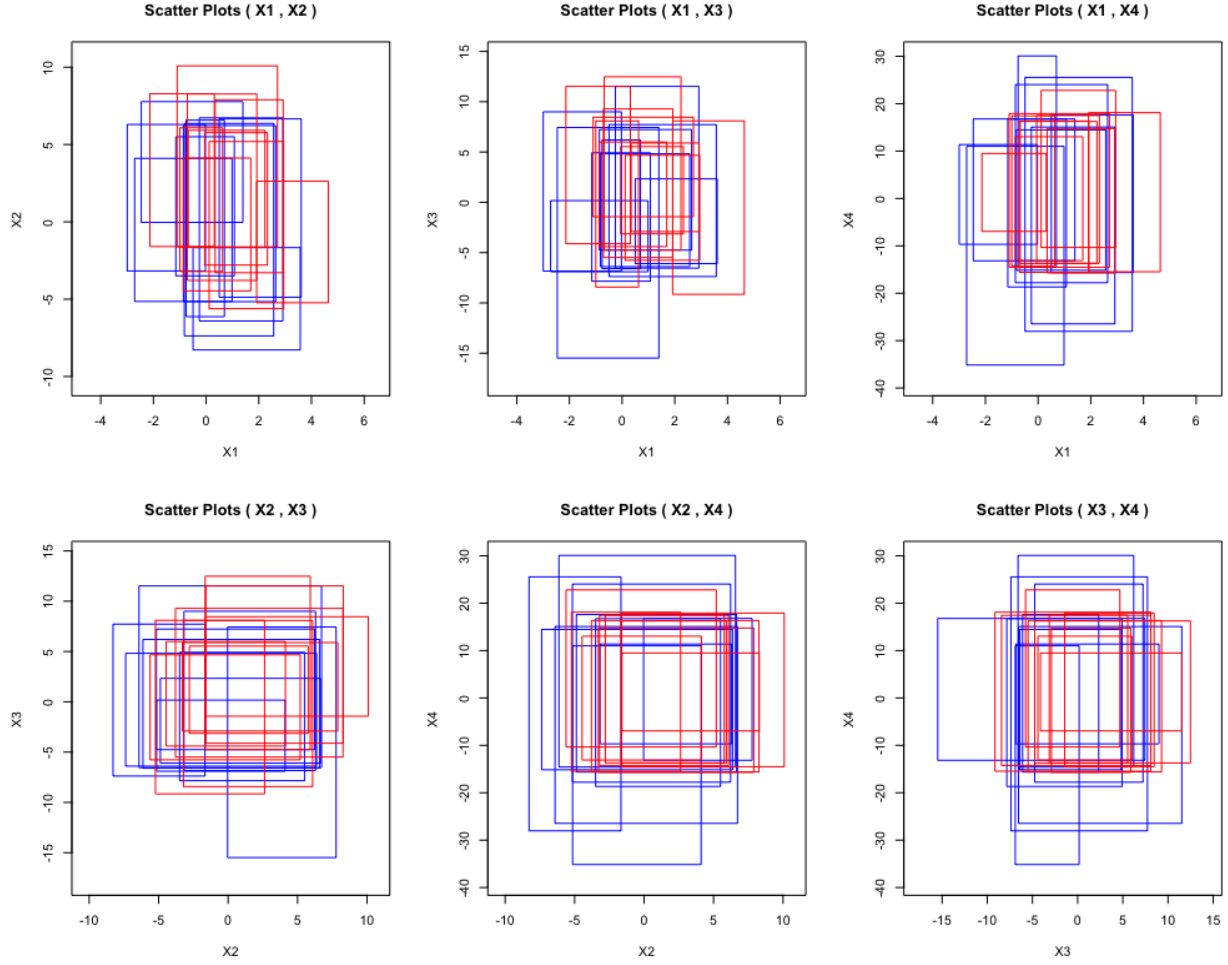 Scatter Plots ( X1 , X2 )
10
5
0
-5
-10
X2
-4 -2 0 2 4 6
X1
Scatter Plots ( X1 , X3 )
15
10
5
0
-5
-10
-15
X3
-4 -2 0 2 4 6
X1
Scatter Plots ( X1 , X4 )
30
20
10
0
-10
-20
-30
-40
X4
-4 -2 0 2 4 6
X1
Scatter Plots ( X2 , X3 )
15
10
5
0
-5
-10
-15
X3
-10 -5 0 5 10
X2
Scatter Plots ( X2 , X4 )
30
20
10
0
-10
-20
-30
-40
X4
-10 -5 0 5 10
X2
Scatter Plots ( X3 , X4 )
30
20
10
0
-10
-20
-30
-40
X4
-15 -10 -5 0 5 10 15
X3